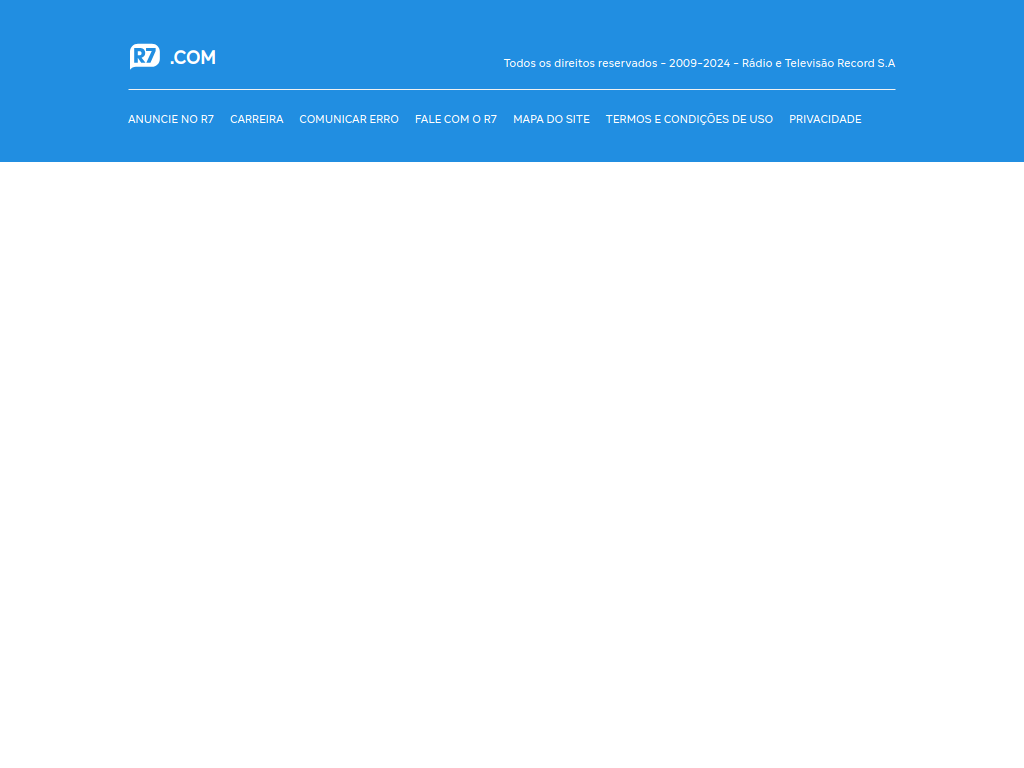 R7 .COM
Todos os direitos reservados - 2009-2024 - Rádio e Televisão Record S.A
ANUNCIE NO R7 CARREIRA COMUNICAR ERRO FALE COM O R7 MAPA DO SITE TERMOS E CONDIÇÕES DE USO PRIVACIDADE